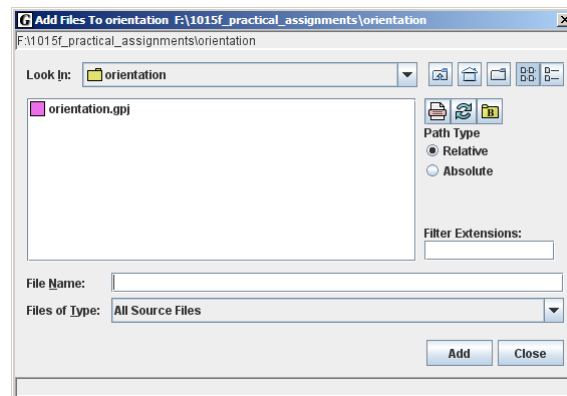 G Add Files To orientation F:\1015f_practical_assignments\orientation
F:\1015f_practical_assignments\orientation
Look In: orientation
orientation.gpj
B
Path Type
Relative
Absolute
Filter Extensions:
File Name:
Files of Type: All Source Files
Add Close